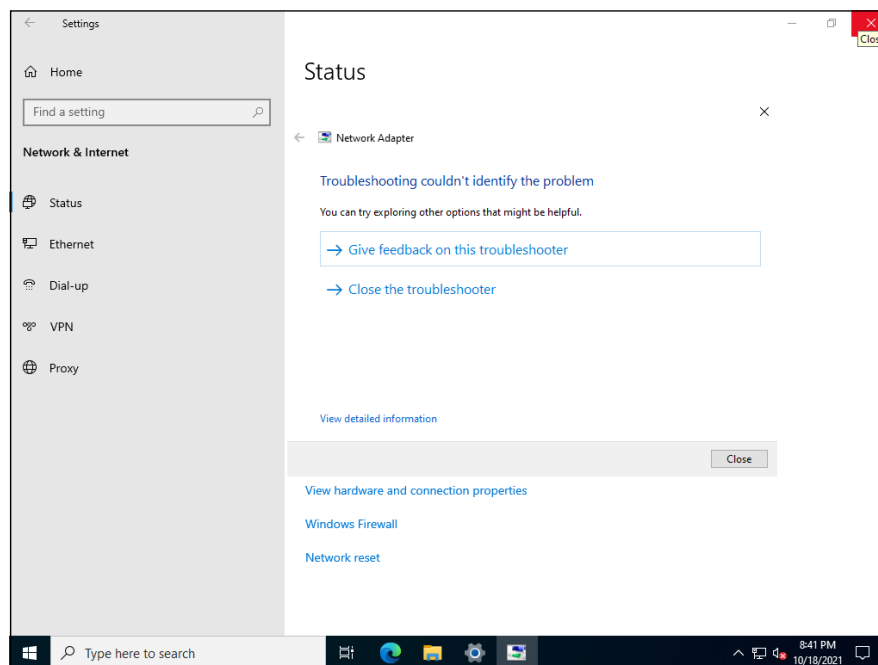 Settings
Close
Home
Status
Find a setting
Network Adapter
Network & Internet
Troubleshooting couldn't identify the problem
Status
You can try exploring other options that might be helpful.
Ethernet
Give feedback on this troubleshooter
Dial-up
Close the troubleshooter
VPN
Proxy
View detailed information
Close
View hardware and connection properties
Windows Firewall
Network reset
Type here to search
8:41 PM
10/18/2021